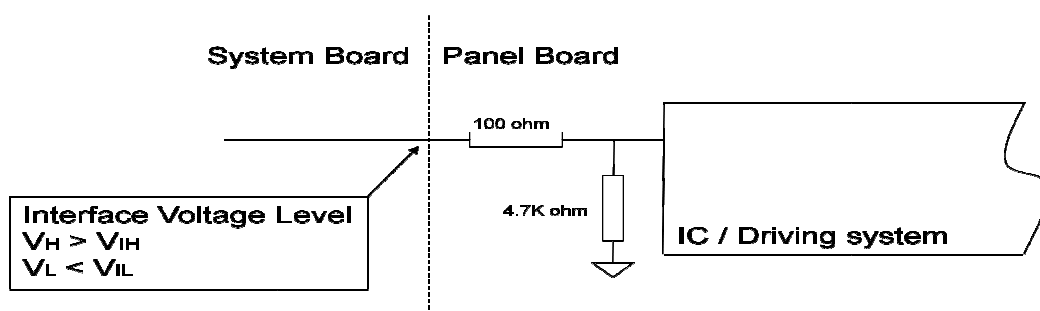 System Board
Panel Board
100 ohm
4.7K ohm
IC / Driving system
Interface Voltage Level
VH > VIH
VL < VIL